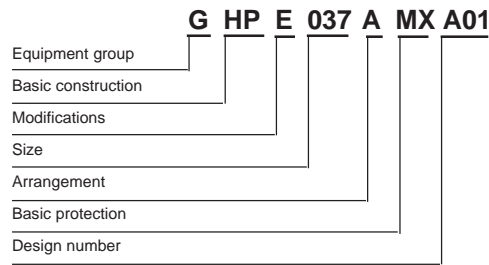 G HP E 037 A MX A01
Equipment group
Basic construction
Modifications
Size
Arrangement
Basic protection
Design number